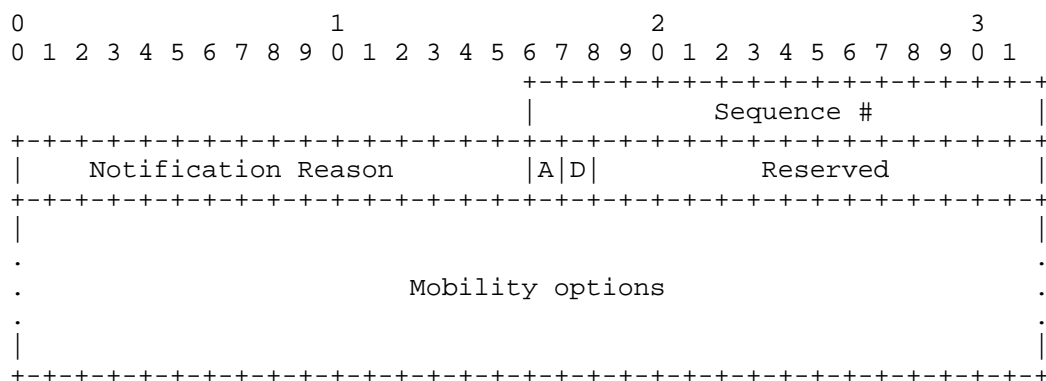 0                   1                   2                   3
0 1 2 3 4 5 6 7 8 9 0 1 2 3 4 5 6 7 8 9 0 1 2 3 4 5 6 7 8 9 0 1
                                +-+-+-+-+-+-+-+-+-+-+-+-+-+-+-+-+
                                |           Sequence #          |
+-+-+-+-+-+-+-+-+-+-+-+-+-+-+-+-+-+-+-+-+-+-+-+-+-+-+-+-+-+-+-+-+
|    Notification Reason        |A|D|          Reserved         |
+-+-+-+-+-+-+-+-+-+-+-+-+-+-+-+-+-+-+-+-+-+-+-+-+-+-+-+-+-+-+-+-+
|                                                               |
.                                                               .
.                        Mobility options                       .
.                                                               .
|                                                               |
+-+-+-+-+-+-+-+-+-+-+-+-+-+-+-+-+-+-+-+-+-+-+-+-+-+-+-+-+-+-+-+-+